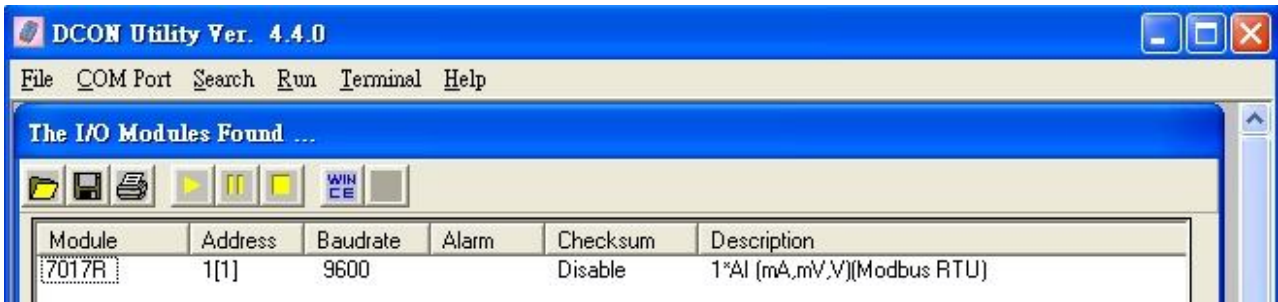 DCON Utility Ver. 4.4.0
File COM Port Search Run Terminal Help
The I/O Modules Found ...
WIN CE
Module Address Baudrate Alarm Checksum Description
7017R 1[1] 9600 Disable 1*AI (mA,mV,V)(Modbus RTU)